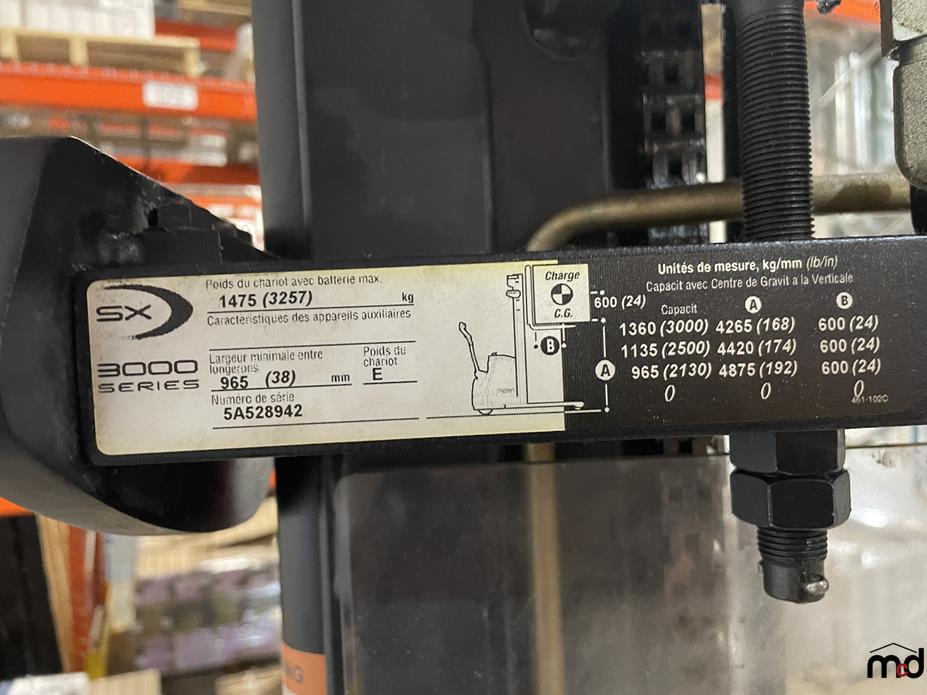 SX
3000
SERIES
Poids du chariot avec batterie max.
1475 (3257) kg
Caractéristiques des appareils auxiliaires
Largeur minimale entre
longerons
965 (38) mm
Poids du
chariot
E
Numéro de série
5A528942
Charge
C.G.
600 (24)
B
A
Unités de mesure, kg/mm (lb/in)
Capacit avec Centre de Gravit a la Verticale
Capacit A B
1360 (3000) 4265 (168) 600 (24)
1135 (2500) 4420 (174) 600 (24)
965 (2130) 4875 (192) 600 (24)
0 0 0
461-102C
mcd